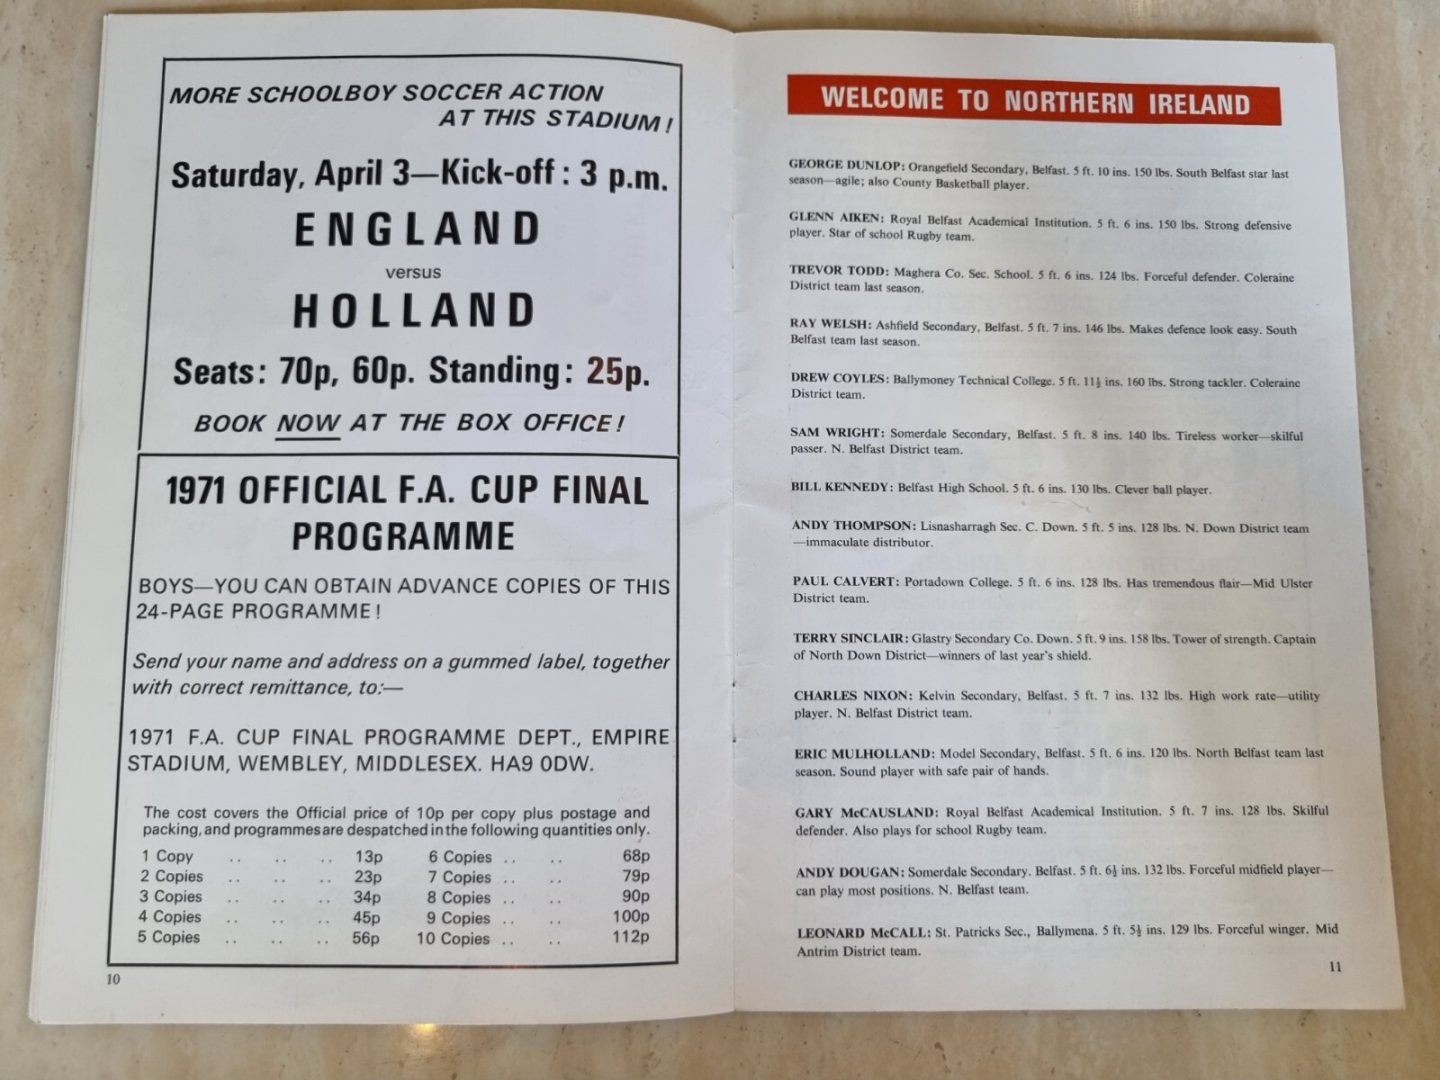 MORE SCHOOLBOY SOCCER ACTION
AT THIS STADIUM!
Saturday, April 3—Kick-off: 3 p.m.
ENGLAND
versus
HOLLAND
Seats: 70p, 60p. Standing: 25p.
BOOK NOW AT THE BOX OFFICE!
1971 OFFICIAL F.A. CUP FINAL
PROGRAMME
BOYS—YOU CAN OBTAIN ADVANCE COPIES OF THIS
24-PAGE PROGRAMME!
Send your name and address on a gummed label, together
with correct remittance, to:—
1971 F.A. CUP FINAL PROGRAMME DEPT., EMPIRE
STADIUM, WEMBLEY, MIDDLESEX. HA9 0DW.
The cost covers the Official price of 10p per copy plus postage and
packing, and programmes are despatched in the following quantities only.
1 Copy .. .. .. 13p 6 Copies .. .. 68p
2 Copies .. .. .. 23p 7 Copies .. .. 79p
3 Copies .. .. .. 34p 8 Copies .. .. 90p
4 Copies .. .. .. 45p 9 Copies .. .. 100p
5 Copies .. .. .. 56p 10 Copies .. .. 112p
10
WELCOME TO NORTHERN IRELAND
GEORGE DUNLOP: Orangefield Secondary, Belfast. 5 ft. 10 ins. 150 lbs. South Belfast star last
season—agile; also County Basketball player.
GLENN AIKEN: Royal Belfast Academical Institution. 5 ft. 6 ins. 150 lbs. Strong defensive
player. Star of school Rugby team.
TREVOR TODD: Maghera Co. Sec. School. 5 ft. 6 ins. 124 lbs. Forceful defender. Coleraine
District team last season.
RAY WELSH: Ashfield Secondary, Belfast. 5 ft. 7 ins. 146 lbs. Makes defence look easy. South
Belfast team last season.
DREW COYLES: Ballymoney Technical College. 5 ft. 11½ ins. 160 lbs. Strong tackler. Coleraine
District team.
SAM WRIGHT: Somerdale Secondary, Belfast. 5 ft. 8 ins. 140 lbs. Tireless worker—skilful
passer. N. Belfast District team.
BILL KENNEDY: Belfast High School. 5 ft. 6 ins. 130 lbs. Clever ball player.
ANDY THOMPSON: Lisnasharragh Sec. C. Down. 5 ft. 5 ins. 128 lbs. N. Down District team
—immaculate distributor.
PAUL CALVERT: Portadown College. 5 ft. 6 ins. 128 lbs. Has tremendous flair—Mid Ulster
District team.
TERRY SINCLAIR: Glastry Secondary Co. Down. 5 ft. 9 ins. 158 lbs. Tower of strength. Captain
of North Down District—winners of last year's shield.
CHARLES NIXON: Kelvin Secondary, Belfast. 5 ft. 7 ins. 132 lbs. High work rate—utility
player. N. Belfast District team.
ERIC MULHOLLAND: Model Secondary, Belfast. 5 ft. 6 ins. 120 lbs. North Belfast team last
season. Sound player with safe pair of hands.
GARY McCAUSLAND: Royal Belfast Academical Institution. 5 ft. 7 ins. 128 lbs. Skilful
defender. Also plays for school Rugby team.
ANDY DOUGAN: Somerdale Secondary. Belfast. 5 ft. 6½ ins. 132 lbs. Forceful midfield player—
can play most positions. N. Belfast team.
LEONARD McCALL: St. Patricks Sec., Ballymena. 5 ft. 5½ ins. 129 lbs. Forceful winger. Mid
Antrim District team.
11